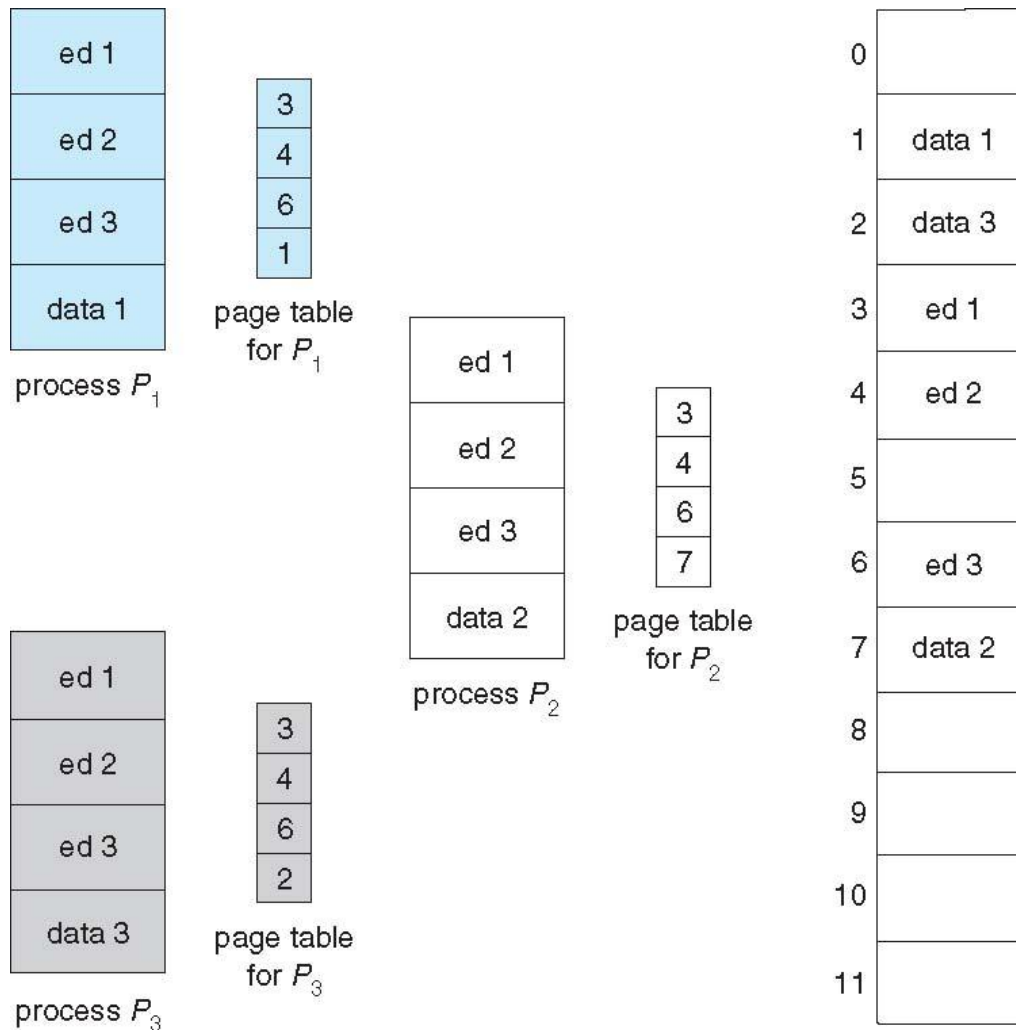 ed 1
ed 2
ed 3
data 1
process P₁
3
4
6
1
page table
for P₁
ed 1
ed 2
ed 3
data 2
process P₂
3
4
6
7
page table
for P₂
ed 1
ed 2
ed 3
data 3
process P₃
3
4
6
2
page table
for P₃
0
1 data 1
2 data 3
3 ed 1
4 ed 2
5
6 ed 3
7 data 2
8
9
10
11